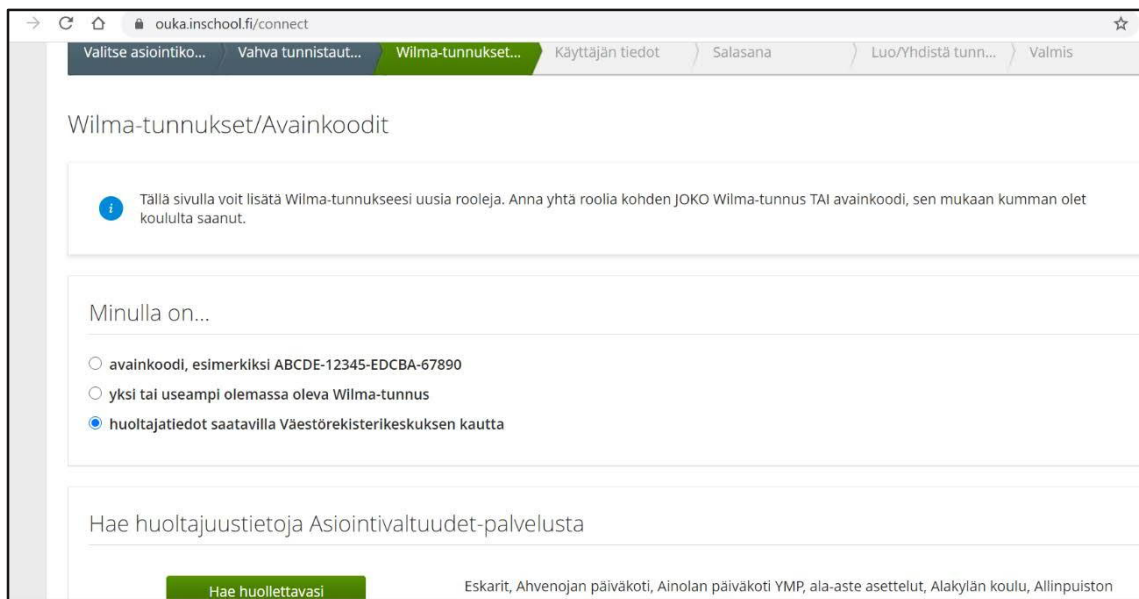 ouka.inschool.fi/connect
Valitse asiointiko... Vahva tunnistaut... Wilma-tunnukset... Käyttäjän tiedot Salasana Luo/Yhdistä tunn... Valmis
Wilma-tunnukset/Avainkoodit
Tällä sivulla voit lisätä Wilma-tunnukseesi uusia rooleja. Anna yhtä roolia kohden JOKO Wilma-tunnus TAI avainkoodi, sen mukaan kumman olet
koululta saanut.
Minulla on...
avainkoodi, esimerkiksi ABCDE-12345-EDCBA-67890
yksi tai useampi olemassa oleva Wilma-tunnus
huoltajatiedot saatavilla Väestörekisterikeskuksen kautta
Hae huoltajuustietoja Asiointivaltuudet-palvelusta
Hae huollettavasi Eskarit, Ahvenojan päiväkoti, Ainolan päiväkoti YMP, ala-aste asettelut, Alakylän koulu, Allinpuiston